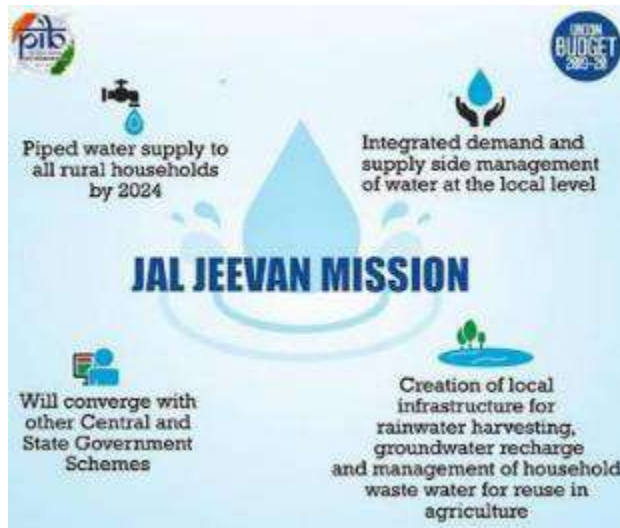 pib
UNION
BUDGET
2019-20
Piped water supply to
all rural households
by 2024
Integrated demand and
supply side management
of water at the local level
JAL JEEVAN MISSION
Will converge with
other Central and
State Government
Schemes
Creation of local
infrastructure for
rainwater harvesting,
groundwater recharge
and management of household
waste water for reuse in
agriculture